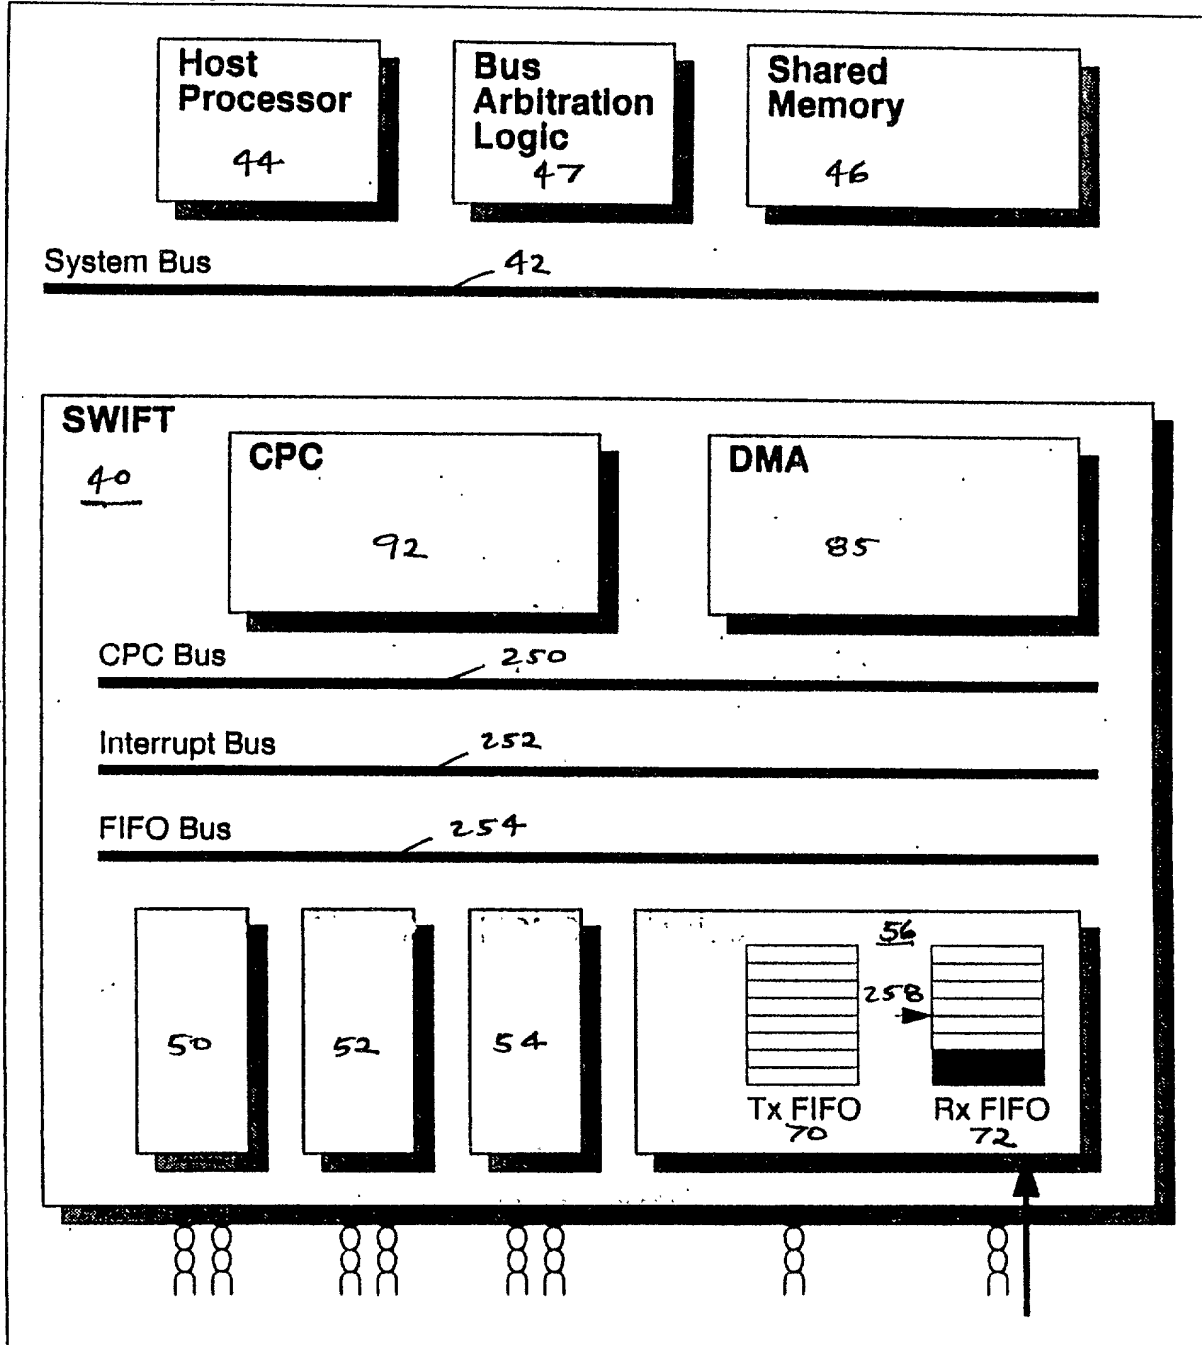 Host
Processor
44
Bus
Arbitration
Logic
47
Shared
Memory
46
System Bus
42
SWIFT
40
CPC
92
DMA
85
CPC Bus
250
Interrupt Bus
252
FIFO Bus
254
50
52
54
56
258
Tx FIFO
70
Rx FIFO
72